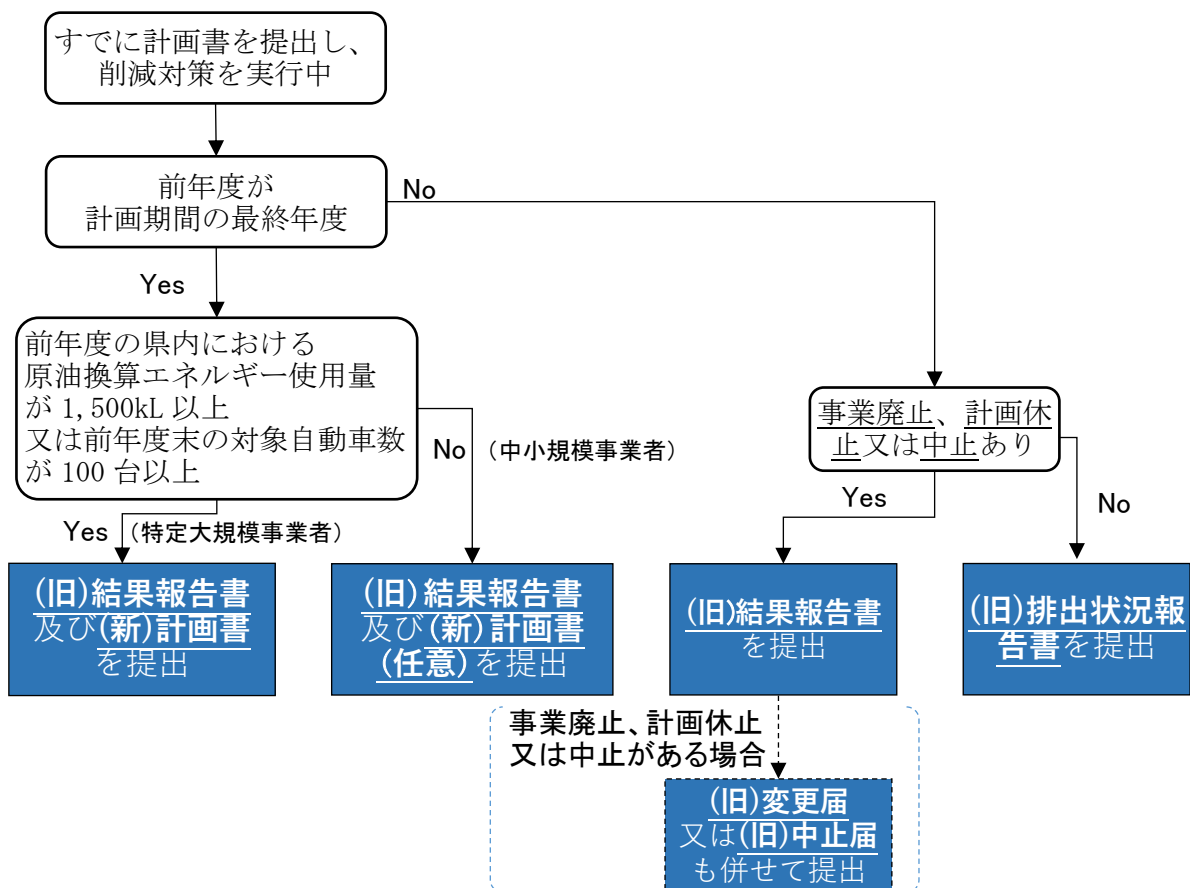 すでに計画書を提出し、
削減対策を実行中
前年度が
計画期間の最終年度
No
Yes
前年度の県内における
原油換算エネルギー使用量
が 1,500kL 以上
又は前年度末の対象自動車数
が 100 台以上
No （中小規模事業者）
Yes （特定大規模事業者）
事業廃止、計画休
止又は中止あり
Yes
No
(旧)結果報告書
及び(新)計画書
を提出
(旧)結果報告書
及び(新)計画書
(任意)を提出
(旧)結果報告書
を提出
(旧)排出状況報
告書を提出
事業廃止、計画休止
又は中止がある場合
(旧)変更届
又は(旧)中止届
も併せて提出